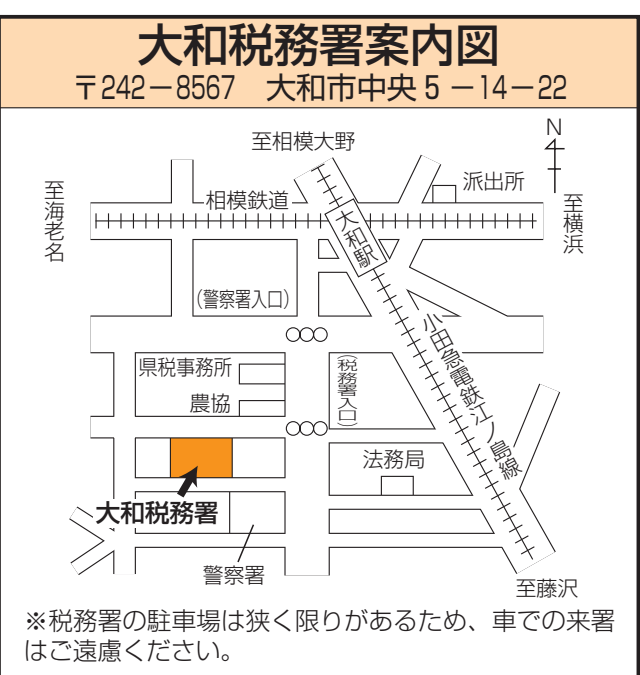 大和税務署案内図
〒242－8567　大和市中央５－14－22
至相模大野
N
派出所
至海老名
相模鉄道
至横浜
大和駅
（警察署入口）
小田急電鉄江ノ島線
県税事務所
（税務署入口）
農協
法務局
大和税務署
警察署
至藤沢
※税務署の駐車場は狭く限りがあるため、車での来署
はご遠慮ください。